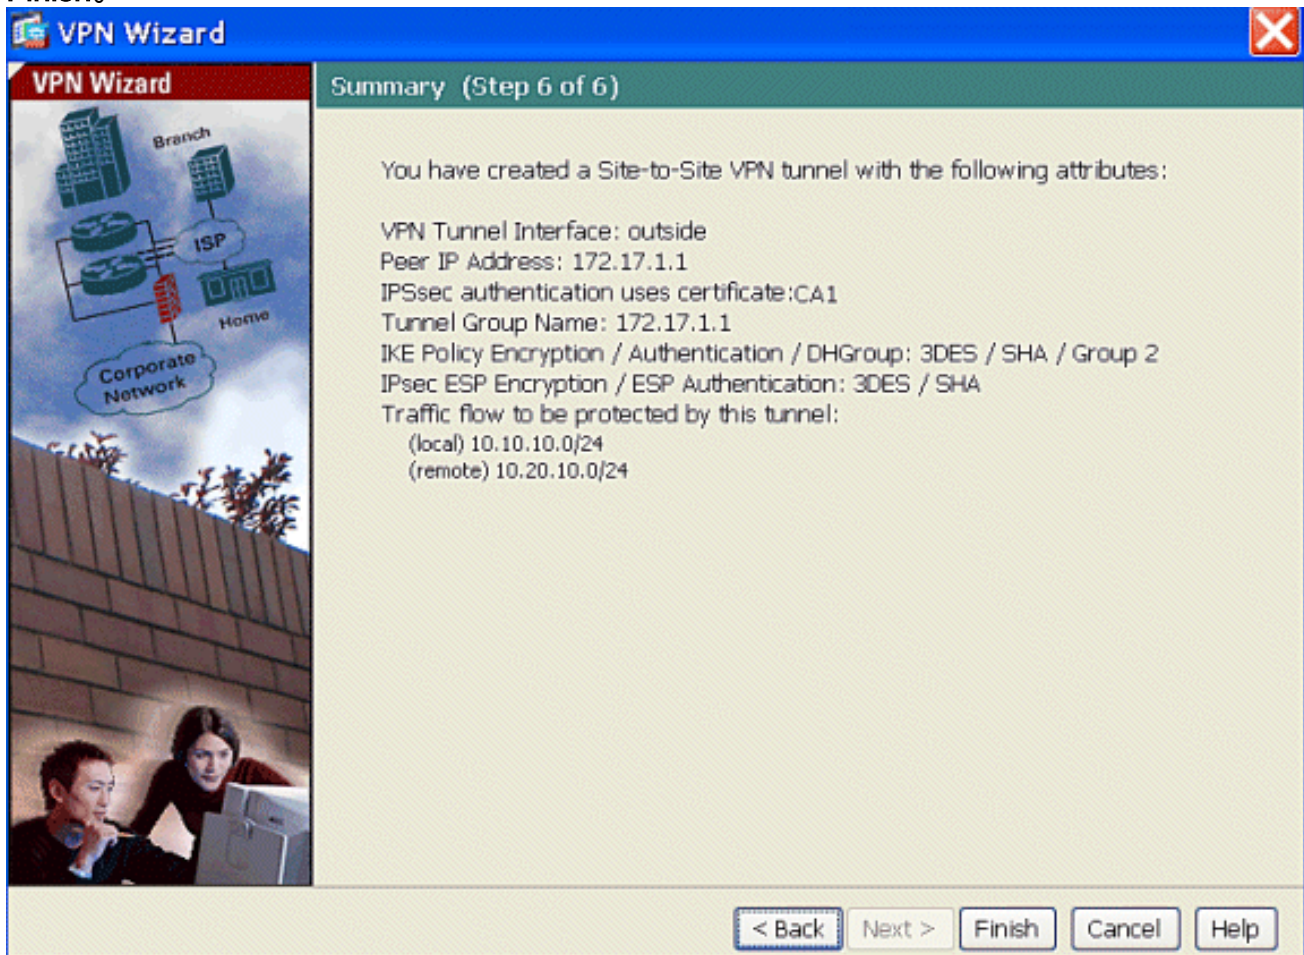 Finish。
VPN Wizard
VPN Wizard
Summary (Step 6 of 6)
Branch
ISP
Home
Corporate
Network
You have created a Site-to-Site VPN tunnel with the following attributes:
VPN Tunnel Interface: outside
Peer IP Address: 172.17.1.1
IPSsec authentication uses certificate:CA1
Tunnel Group Name: 172.17.1.1
IKE Policy Encryption / Authentication / DHGroup: 3DES / SHA / Group 2
IPsec ESP Encryption / ESP Authentication: 3DES / SHA
Traffic flow to be protected by this tunnel:
(local) 10.10.10.0/24
(remote) 10.20.10.0/24
< Back Next > Finish Cancel Help